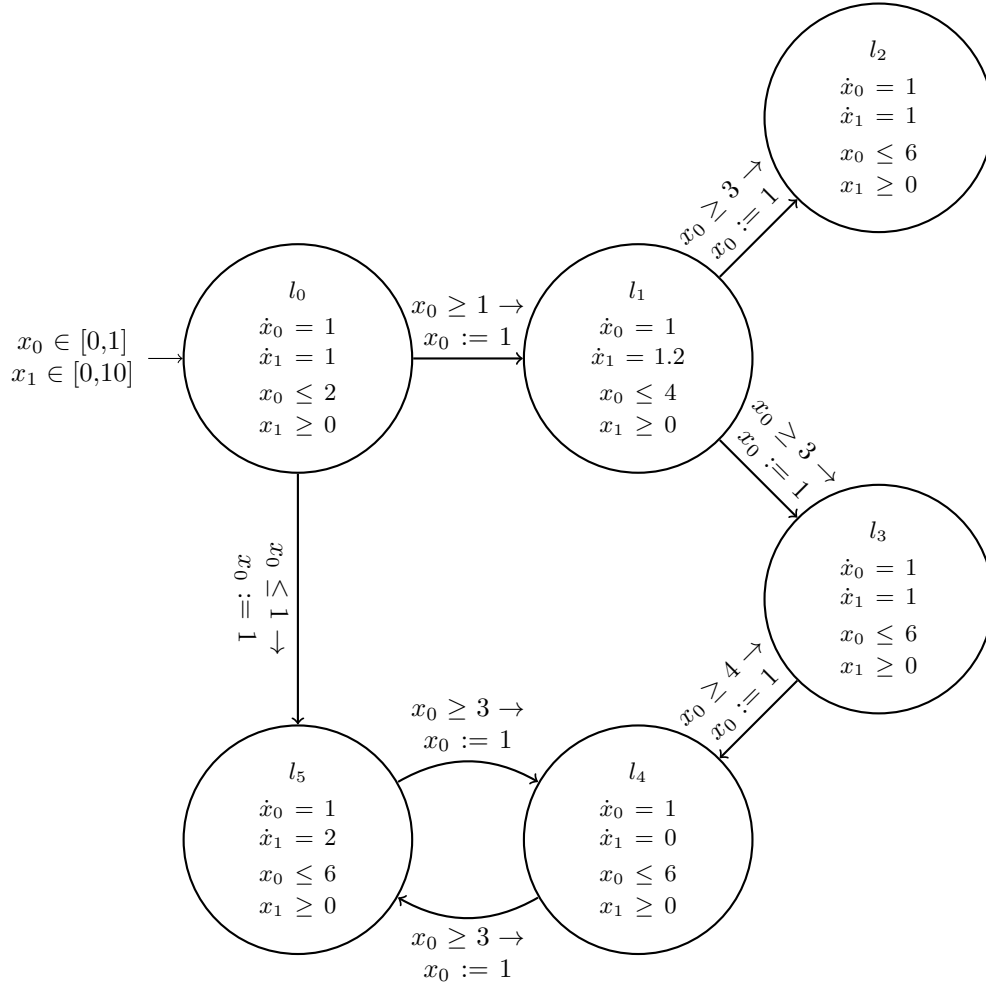 l₂
ẋ₀ = 1
ẋ₁ = 1
x₀ ≤ 6
x₁ ≥ 0
x₀ ≥ 3 →
x₀ := 1
l₀
ẋ₀ = 1
ẋ₁ = 1
x₀ ≤ 2
x₁ ≥ 0
x₀ ≥ 1 →
x₀ := 1
l₁
ẋ₀ = 1
ẋ₁ = 1.2
x₀ ≤ 4
x₁ ≥ 0
x₀ ∈ [0,1]
x₁ ∈ [0,10]
x₀ ≥ 3 →
x₀ := 1
l₃
ẋ₀ = 1
ẋ₁ = 1
x₀ ≤ 6
x₁ ≥ 0
x₀ ≤ 1 →
x₀ := 1
x₀ ≥ 4 →
x₀ := 1
x₀ ≥ 3 →
x₀ := 1
l₅
ẋ₀ = 1
ẋ₁ = 2
x₀ ≤ 6
x₁ ≥ 0
l₄
ẋ₀ = 1
ẋ₁ = 0
x₀ ≤ 6
x₁ ≥ 0
x₀ ≥ 3 →
x₀ := 1